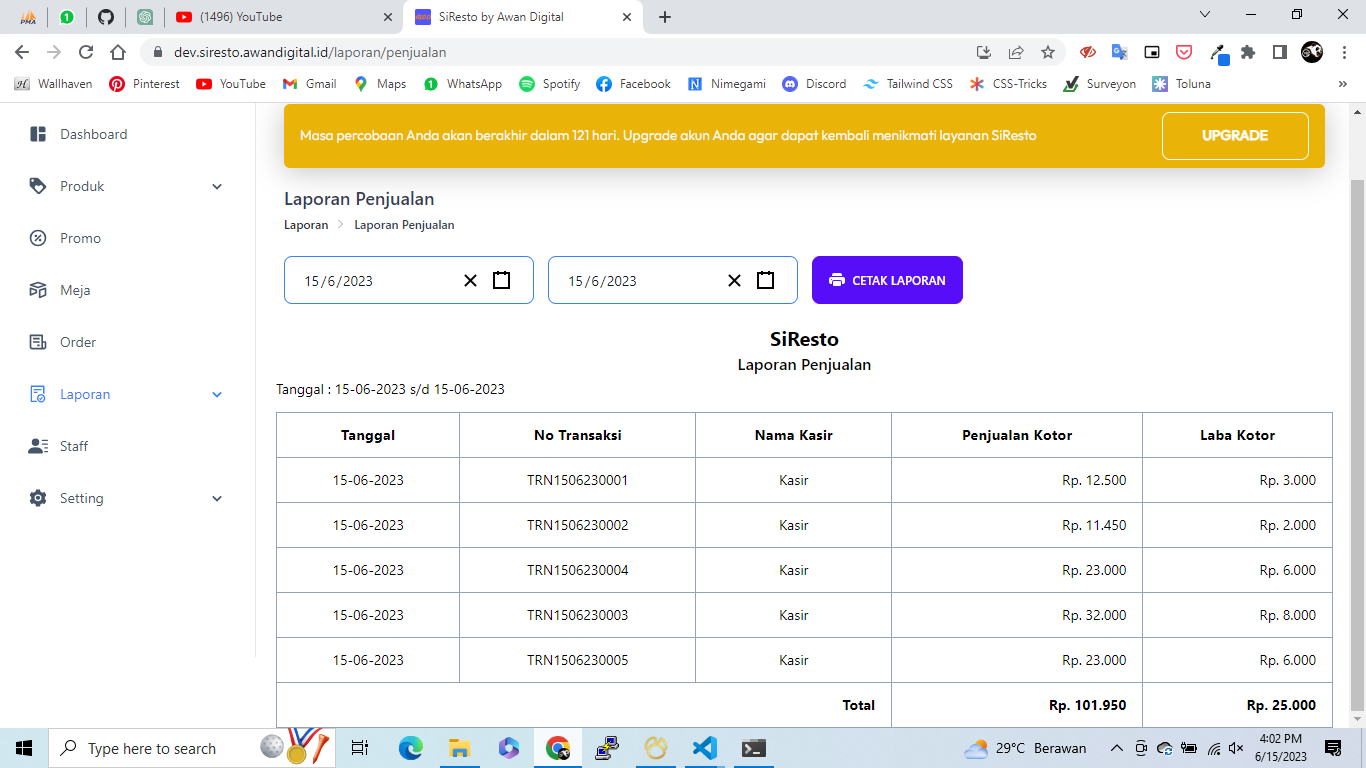 (1496) YouTube
SiResto by Awan Digital
dev.siresto.awandigital.id/laporan/penjualan
Wallhaven Pinterest YouTube Gmail Maps WhatsApp Spotify Facebook Nimegami Discord Tailwind CSS CSS-Tricks Surveyon Toluna
Dashboard
Produk
Promo
Meja
Order
Laporan
Staff
Setting
Masa percobaan Anda akan berakhir dalam 121 hari. Upgrade akun Anda agar dapat kembali menikmati layanan SiResto
UPGRADE
Laporan Penjualan
Laporan > Laporan Penjualan
15/6/2023 15/6/2023 CETAK LAPORAN
SiResto
Laporan Penjualan
Tanggal : 15-06-2023 s/d 15-06-2023
Tanggal No Transaksi Nama Kasir Penjualan Kotor Laba Kotor
15-06-2023 TRN1506230001 Kasir Rp. 12.500 Rp. 3.000
15-06-2023 TRN1506230002 Kasir Rp. 11.450 Rp. 2.000
15-06-2023 TRN1506230004 Kasir Rp. 23.000 Rp. 6.000
15-06-2023 TRN1506230003 Kasir Rp. 32.000 Rp. 8.000
15-06-2023 TRN1506230005 Kasir Rp. 23.000 Rp. 6.000
Total Rp. 101.950 Rp. 25.000
Type here to search
29°C Berawan
4:02 PM
6/15/2023